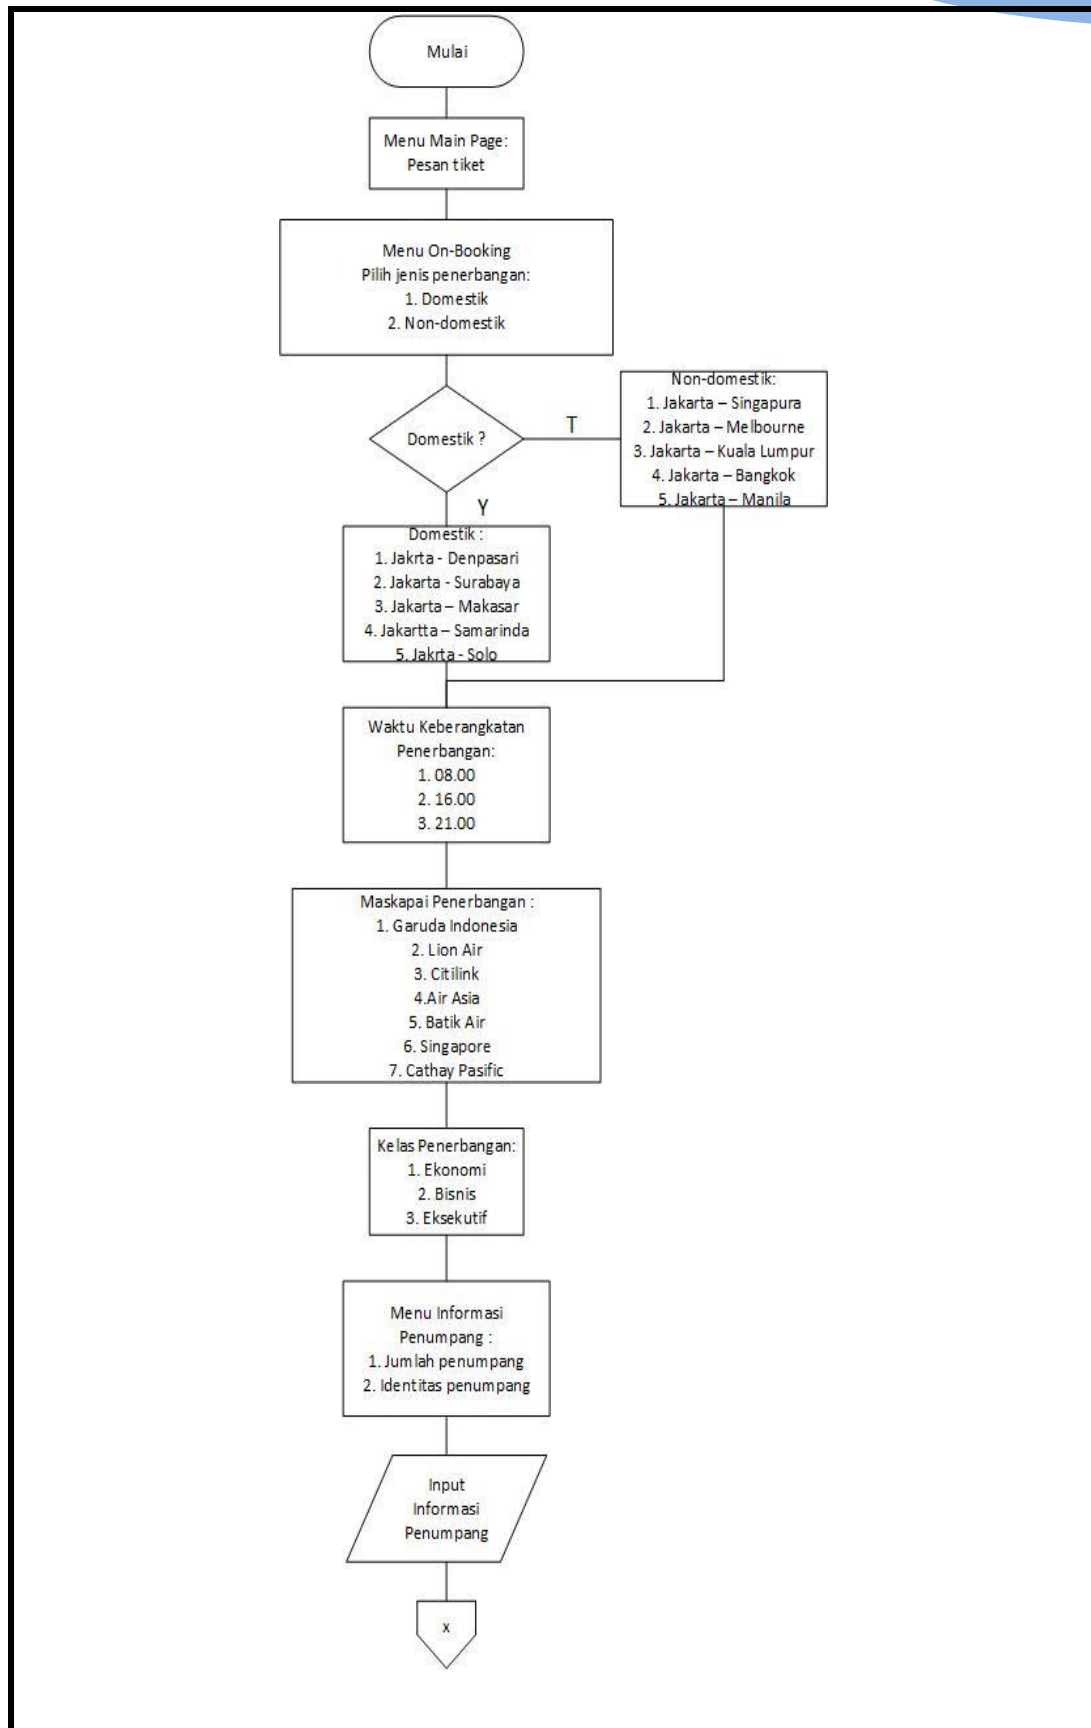 Mulai
Menu Main Page:
Pesan tiket
Menu On-Booking
Pilih jenis penerbangan:
1. Domestik
2. Non-domestik
Domestik ?
T
Non-domestik:
1. Jakarta – Singapura
2. Jakarta – Melbourne
3. Jakarta – Kuala Lumpur
4. Jakarta – Bangkok
5. Jakarta – Manila
Y
Domestik :
1. Jakrta - Denpasari
2. Jakarta - Surabaya
3. Jakarta – Makasar
4. Jakartta – Samarinda
5. Jakrta - Solo
Waktu Keberangkatan
Penerbangan:
1. 08.00
2. 16.00
3. 21.00
Maskapai Penerbangan :
1. Garuda Indonesia
2. Lion Air
3. Citilink
4.Air Asia
5. Batik Air
6. Singapore
7. Cathay Pasific
Kelas Penerbangan:
1. Ekonomi
2. Bisnis
3. Eksekutif
Menu Informasi
Penumpang :
1. Jumlah penumpang
2. Identitas penumpang
Input
Informasi
Penumpang
x